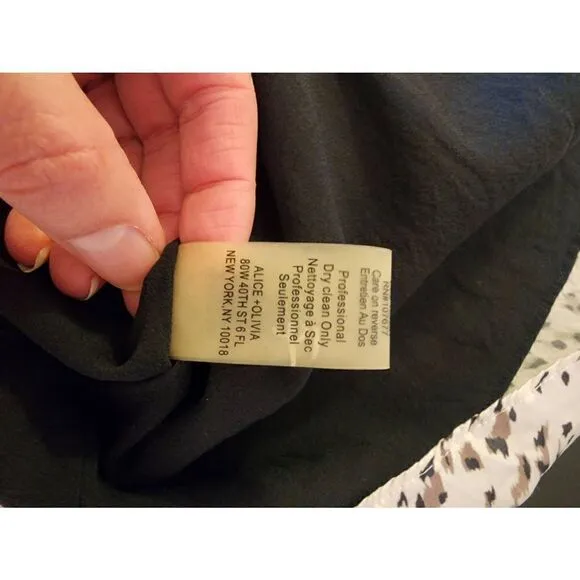 RN#107677
Care on reverse
Entretien Au Dos
Professional
Dry clean Only
Nettoyage à Sec
Professionnel
Seulement
ALICE +OLIVIA
80W 40TH ST 6 FL
NEW YORK,NY 10018